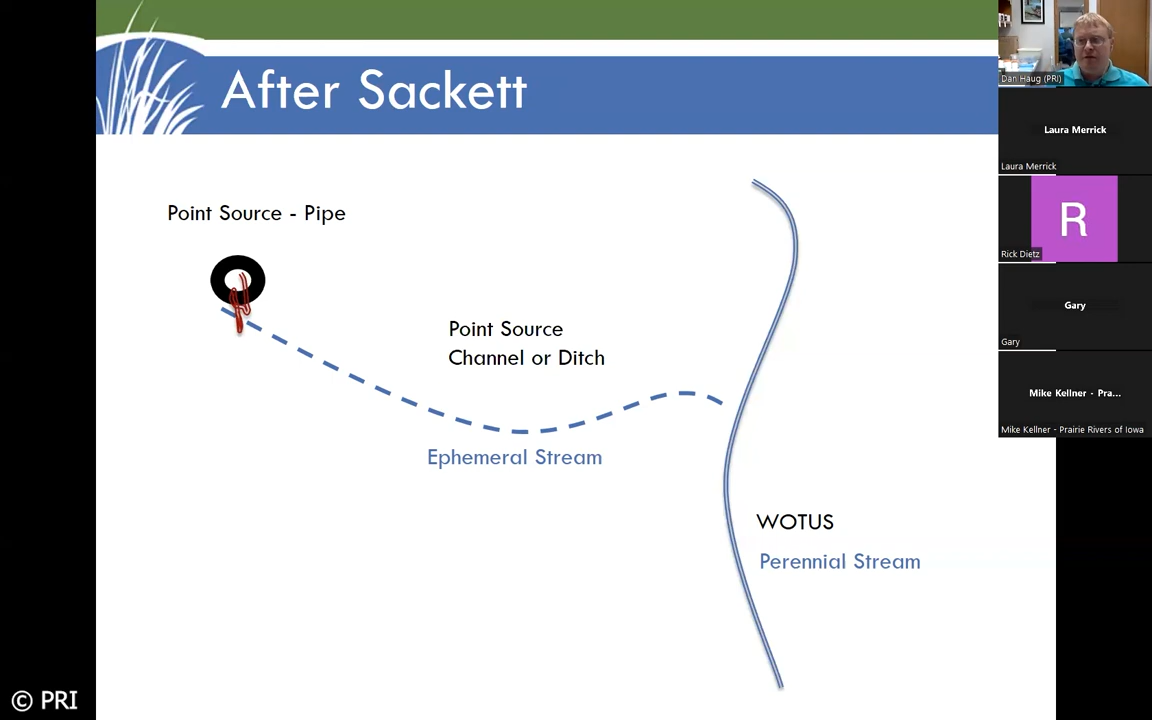 After Sackett
Point Source - Pipe
Point Source
Channel or Ditch
Ephemeral Stream
WOTUS
Perennial Stream
Dan Haug (PRI)
Laura Merrick
Laura Merrick
R
Rick Dietz
Gary
Gary
Mike Kellner - Pra...
Mike Kellner - Prairie Rivers of Iowa
© PRI